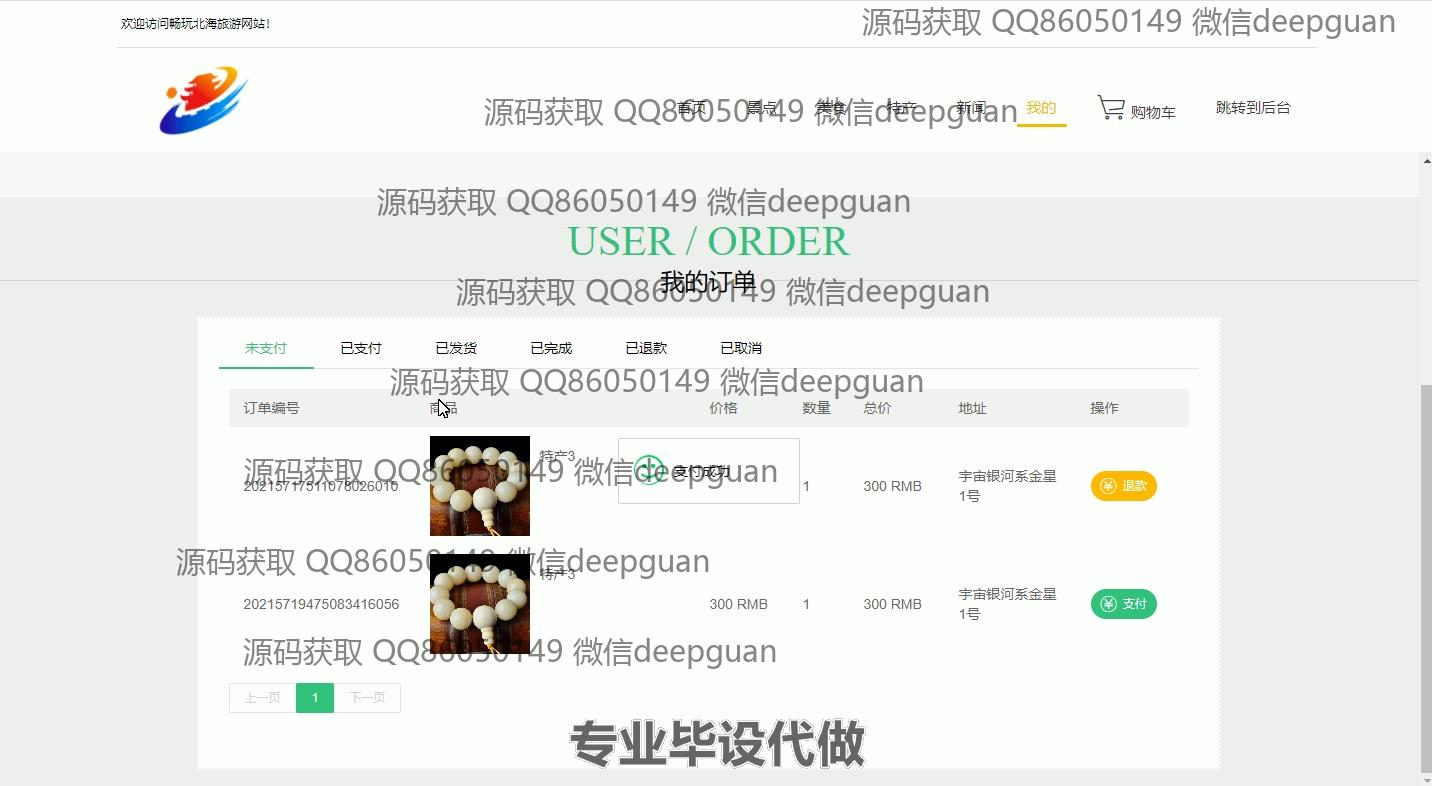 欢迎访问畅玩北海旅游网站!
源码获取 QQ86050149 微信deepguan
首页 景点 美食 特产 新闻 我的 购物车 跳转到后台
源码获取 QQ86050149 微信deepguan
源码获取 QQ86050149 微信deepguan
USER / ORDER
我的订单
源码获取 QQ86050149 微信deepguan
未支付 已支付 已发货 已完成 已退款 已取消
源码获取 QQ86050149 微信deepguan
订单编号 商品 价格 数量 总价 地址 操作
特产3
支付成功
源码获取 QQ86050149 微信deepguan
20215717511078026010 1 300 RMB 宇宙银河系金星1号 退款
源码获取 QQ86050149 微信deepguan
特产3
20215719475083416056 300 RMB 1 300 RMB 宇宙银河系金星1号 支付
源码获取 QQ86050149 微信deepguan
上一页 1 下一页
专业毕设代做